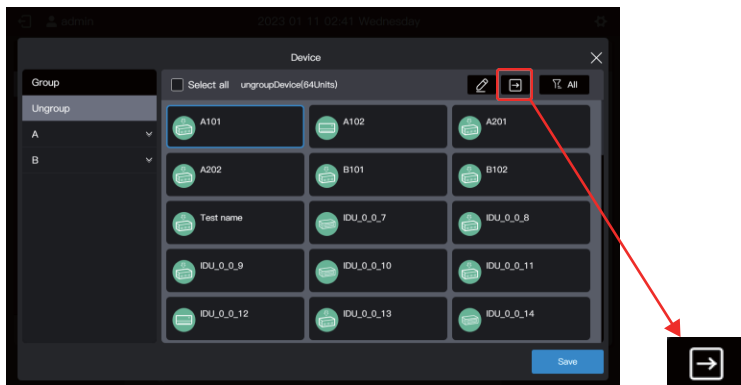 admin
2023 01 11 02:41 Wednesday
Device
Group
Select all ungroupDevice(64Units)
All
Ungroup
A
B
A101
A102
A201
A202
B101
B102
Test name
IDU_0_0_7
IDU_0_0_8
IDU_0_0_9
IDU_0_0_10
IDU_0_0_11
IDU_0_0_12
IDU_0_0_13
IDU_0_0_14
Save